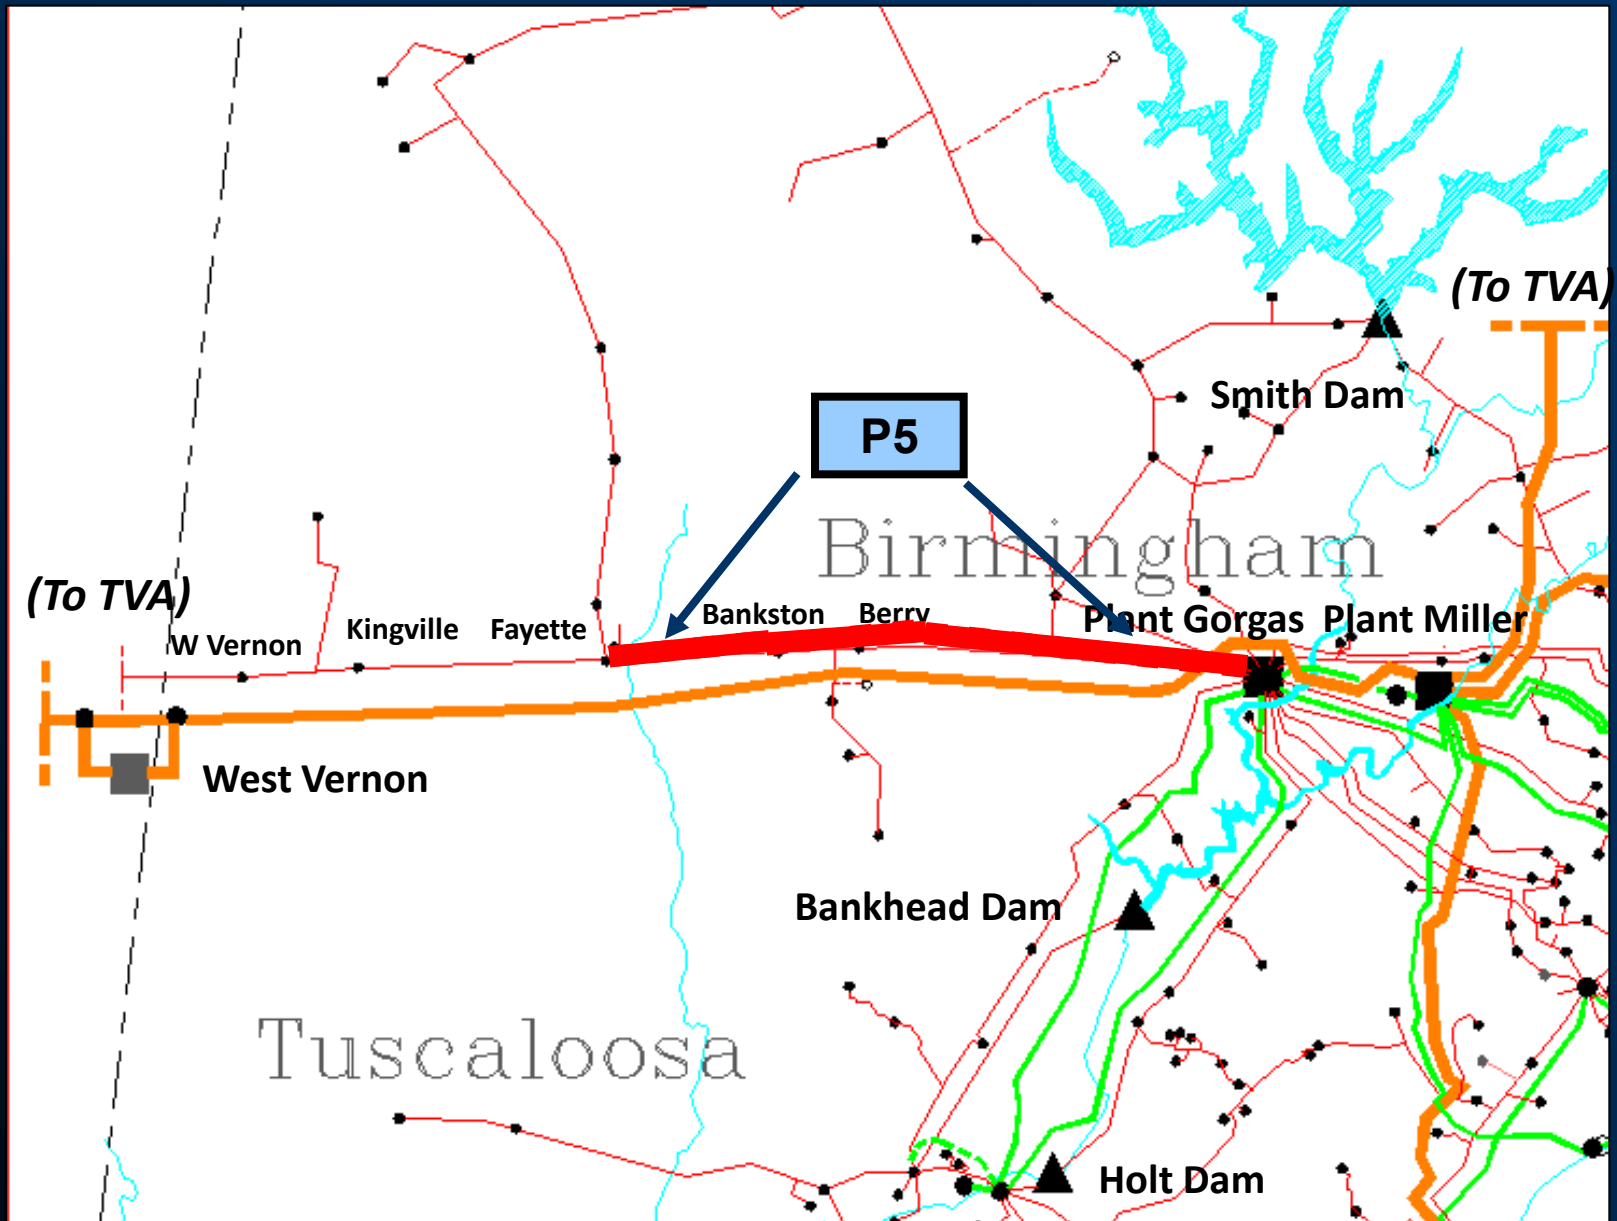 (To TVA)
Smith Dam
P5
Birmingham
(To TVA)
Bankston
Berry
Plant Gorgas
Plant Miller
W Vernon
Kingville
Fayette
West Vernon
Bankhead Dam
Tuscaloosa
Holt Dam